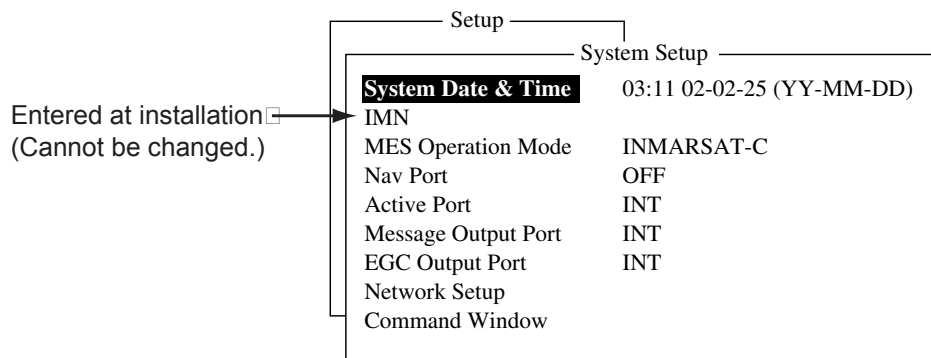 Setup
System Setup
System Date & Time 03:11 02-02-25 (YY-MM-DD)
Entered at installation
IMN
(Cannot be changed.)
MES Operation Mode INMARSAT-C
Nav Port OFF
Active Port INT
Message Output Port INT
EGC Output Port INT
Network Setup
Command Window